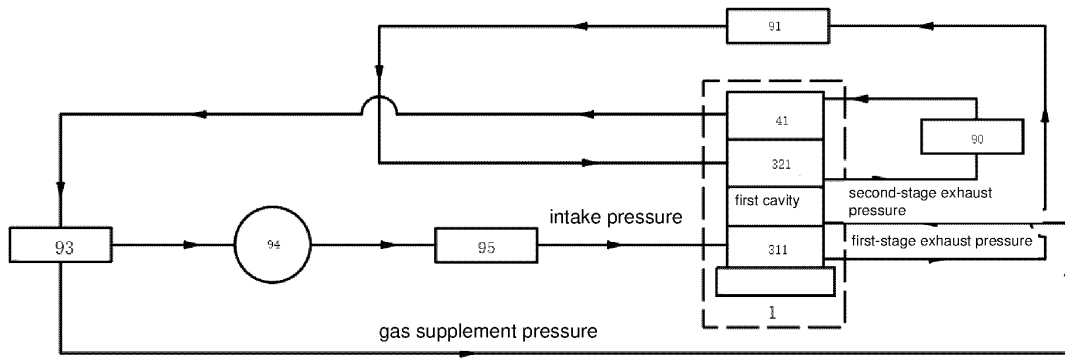 91
41
90
321
second-stage exhaust
pressure
first cavity
intake pressure
93
94
95
311
first-stage exhaust pressure
1
gas supplement pressure